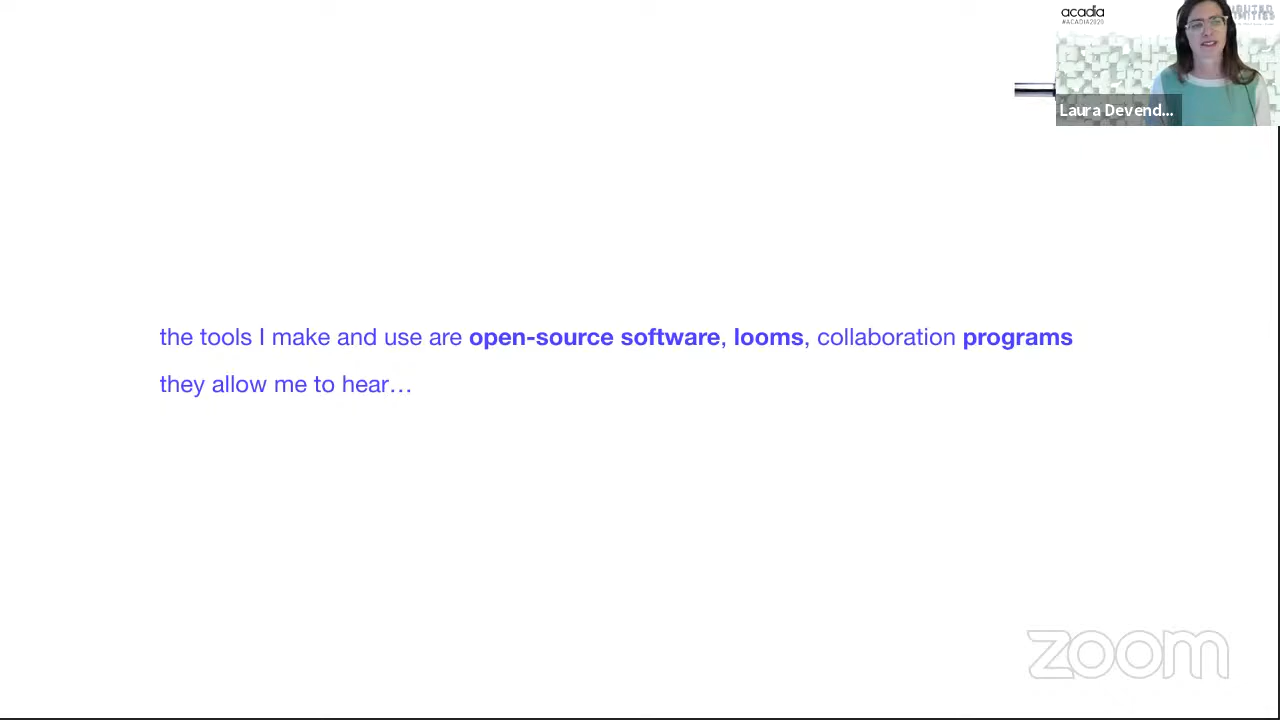 acadia
#ACADIA2020
Laura Devend...
the tools I make and use are open-source software, looms, collaboration programs
they allow me to hear…
zoom